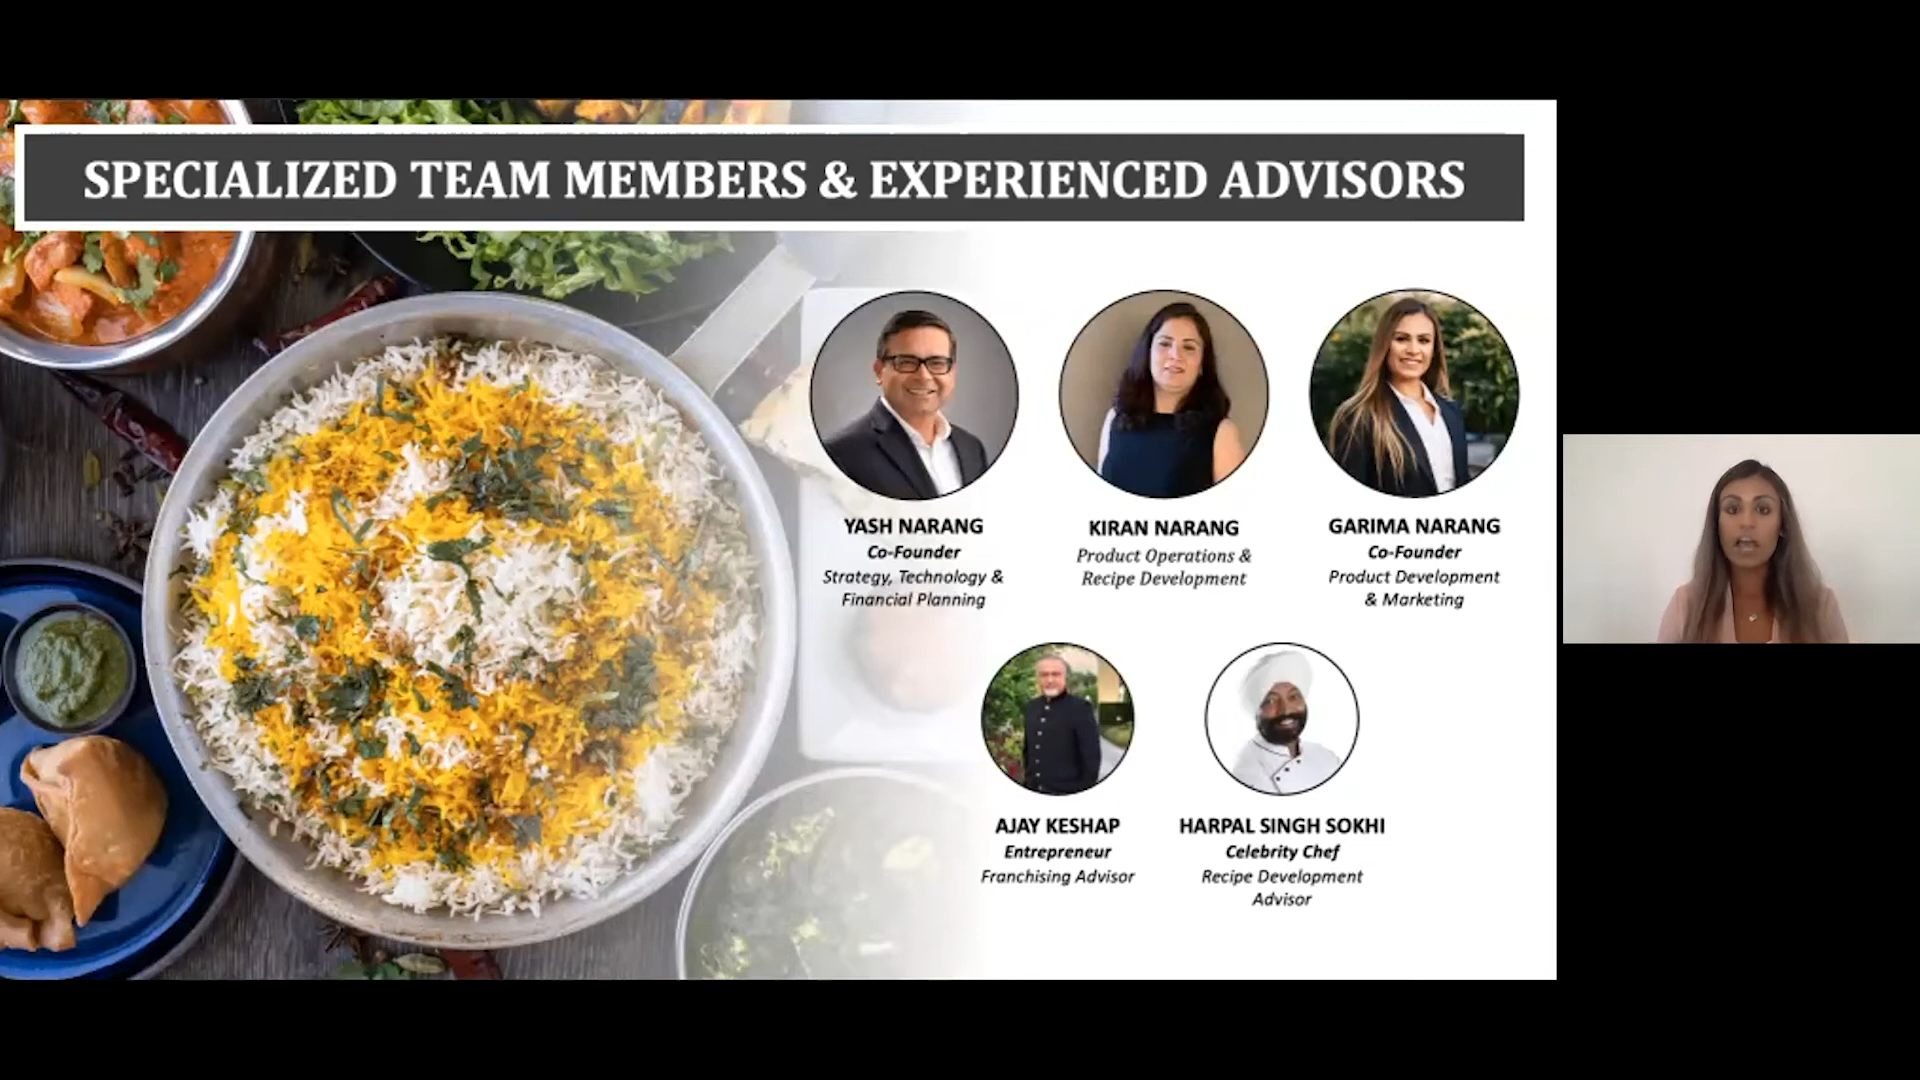 SPECIALIZED TEAM MEMBERS & EXPERIENCED ADVISORS
YASH NARANG
Co-Founder
Strategy, Technology &
Financial Planning
KIRAN NARANG
Product Operations &
Recipe Development
GARIMA NARANG
Co-Founder
Product Development
& Marketing
AJAY KESHAP
Entrepreneur
Franchising Advisor
HARPAL SINGH SOKHI
Celebrity Chef
Recipe Development
Advisor